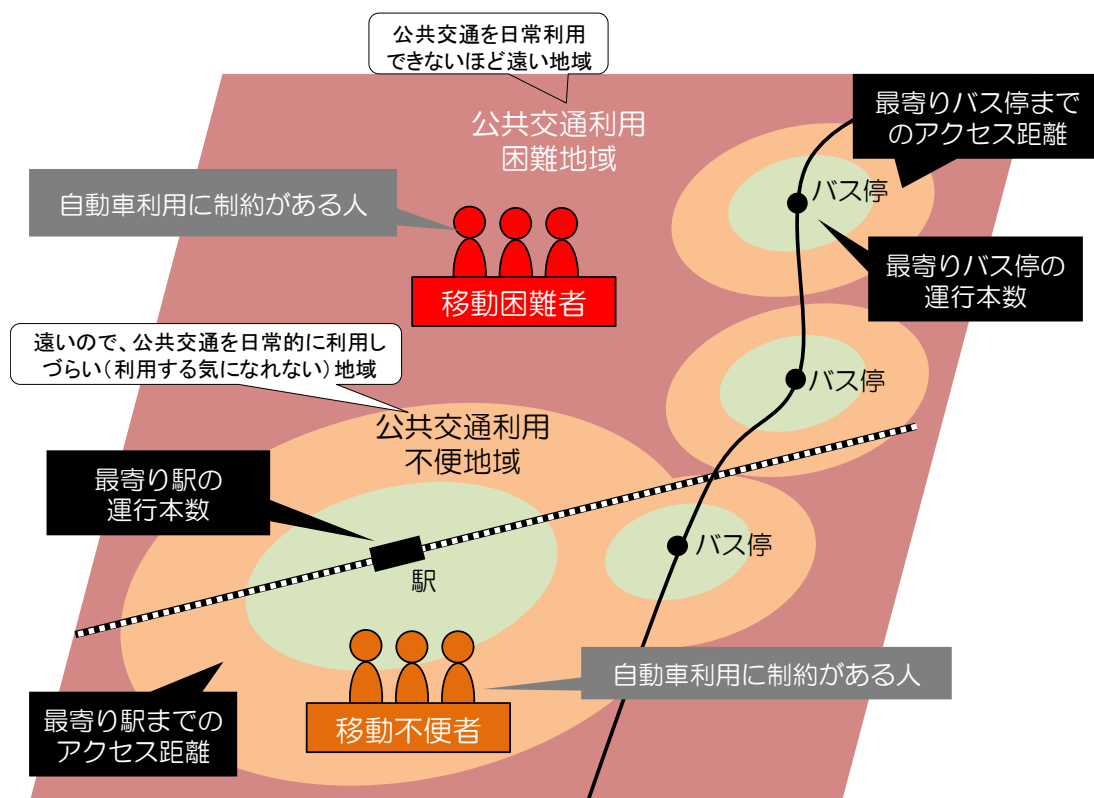 公共交通を日常利用
できないほど遠い地域
公共交通利用
困難地域
最寄りバス停まで
のアクセス距離
バス停
自動車利用に制約がある人
最寄りバス停の
運行本数
移動困難者
遠いので、公共交通を日常的に利用し
づらい（利用する気になれない）地域
バス停
公共交通利用
不便地域
最寄り駅の
運行本数
バス停
駅
自動車利用に制約がある人
最寄り駅までの
アクセス距離
移動不便者